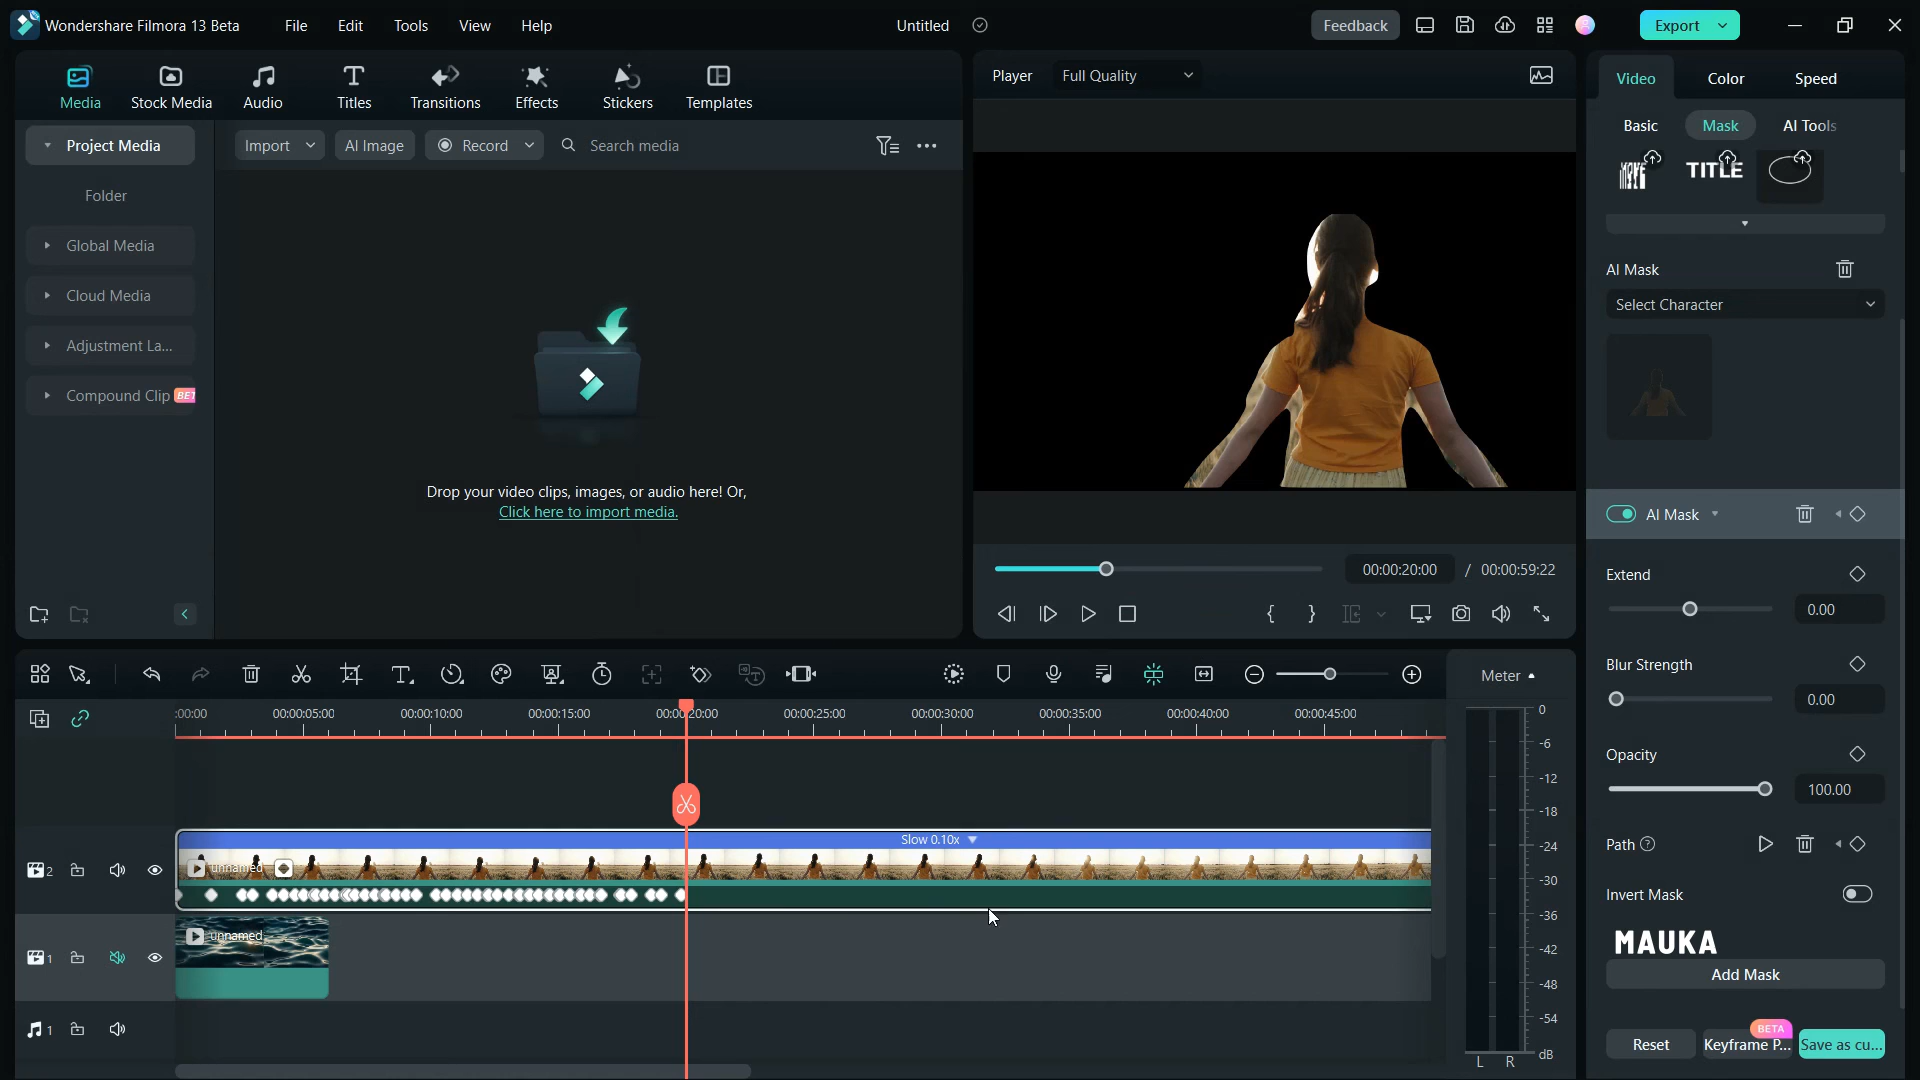 Wondershare Filmora 13 Beta
File
Edit
Tools
View
Help
Untitled
Feedback
Export
Media
Stock Media
Audio
Titles
Transitions
Effects
Stickers
Templates
Project Media
Folder
Global Media
Cloud Media
Adjustment La...
Compound Clip
BET
Import
AI Image
Record
Search media
Drop your video clips, images, or audio here! Or,
Click here to import media.
Player
Full Quality
00:00:20:00 / 00:00:59:22
Video
Color
Speed
Basic
Mask
AI Tools
TITLE
AI Mask
Select Character
AI Mask
Extend
0.00
Blur Strength
0.00
Opacity
100.00
Path
Invert Mask
MAUKA
Add Mask
BETA
Reset
Keyframe P...
Save as cu...
Meter
:00:00
00:00:05:00
00:00:10:00
00:00:15:00
00:00:20:00
00:00:25:00
00:00:30:00
00:00:35:00
00:00:40:00
00:00:45:00
Slow 0.10x
unnamed
2
unnamed
1
1
0
-6
-12
-18
-24
-30
-36
-42
-48
-54
dB
L R